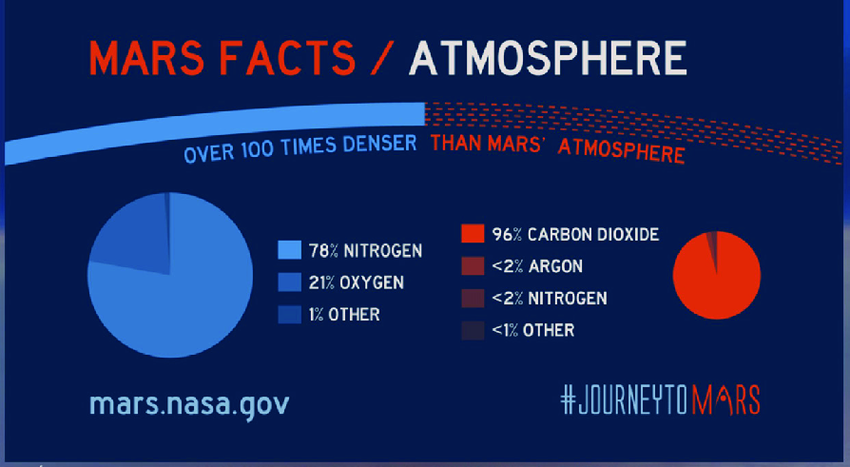 MARS FACTS / ATMOSPHERE
OVER 100 TIMES DENSER THAN MARS' ATMOSPHERE
78% NITROGEN
21% OXYGEN
1% OTHER
96% CARBON DIOXIDE
<2% ARGON
<2% NITROGEN
<1% OTHER
mars.nasa.gov
#JOURNEYTOMARS